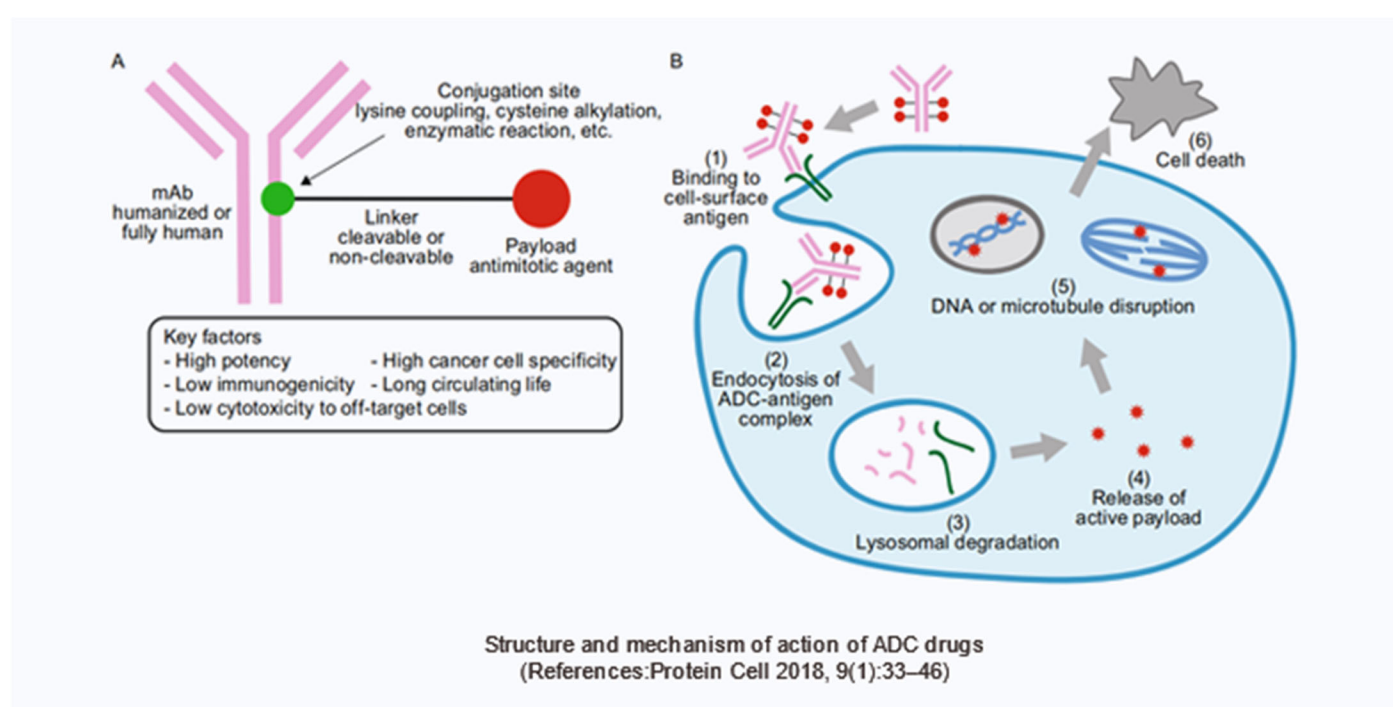 A
Conjugation site
lysine coupling, cysteine alkylation,
enzymatic reaction, etc.
mAb
humanized or
fully human
Linker
cleavable or
non-cleavable
Payload
antimitotic agent
Key factors
- High potency - High cancer cell specificity
- Low immunogenicity - Long circulating life
- Low cytotoxicity to off-target cells
B
(1)
Binding to
cell-surface
antigen
(2)
Endocytosis of
ADC-antigen
complex
(3)
Lysosomal degradation
(4)
Release of
active payload
(5)
DNA or microtubule disruption
(6)
Cell death
Structure and mechanism of action of ADC drugs
(References:Protein Cell 2018, 9(1):33–46)